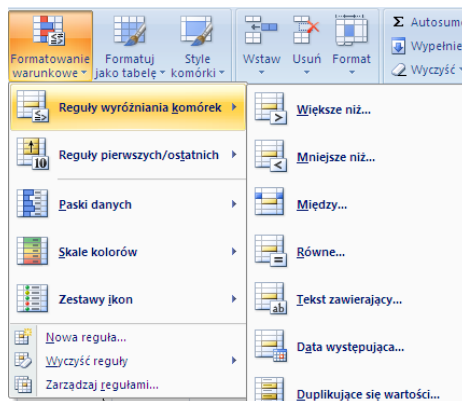 Formatowanie warunkowe
Formatuj jako tabelę
Style komórki
Wstaw
Usuń
Format
Σ Autosum
Wypełnie
Wyczyść
Reguły wyróżniania komórek
Reguły pierwszych/ostatnich
Paski danych
Skale kolorów
Zestawy ikon
Nowa reguła...
Wyczyść reguły
Zarządzaj regułami...
Większe niż...
Mniejsze niż...
Między...
Równe...
Tekst zawierający...
Data występująca...
Duplikujące się wartości...